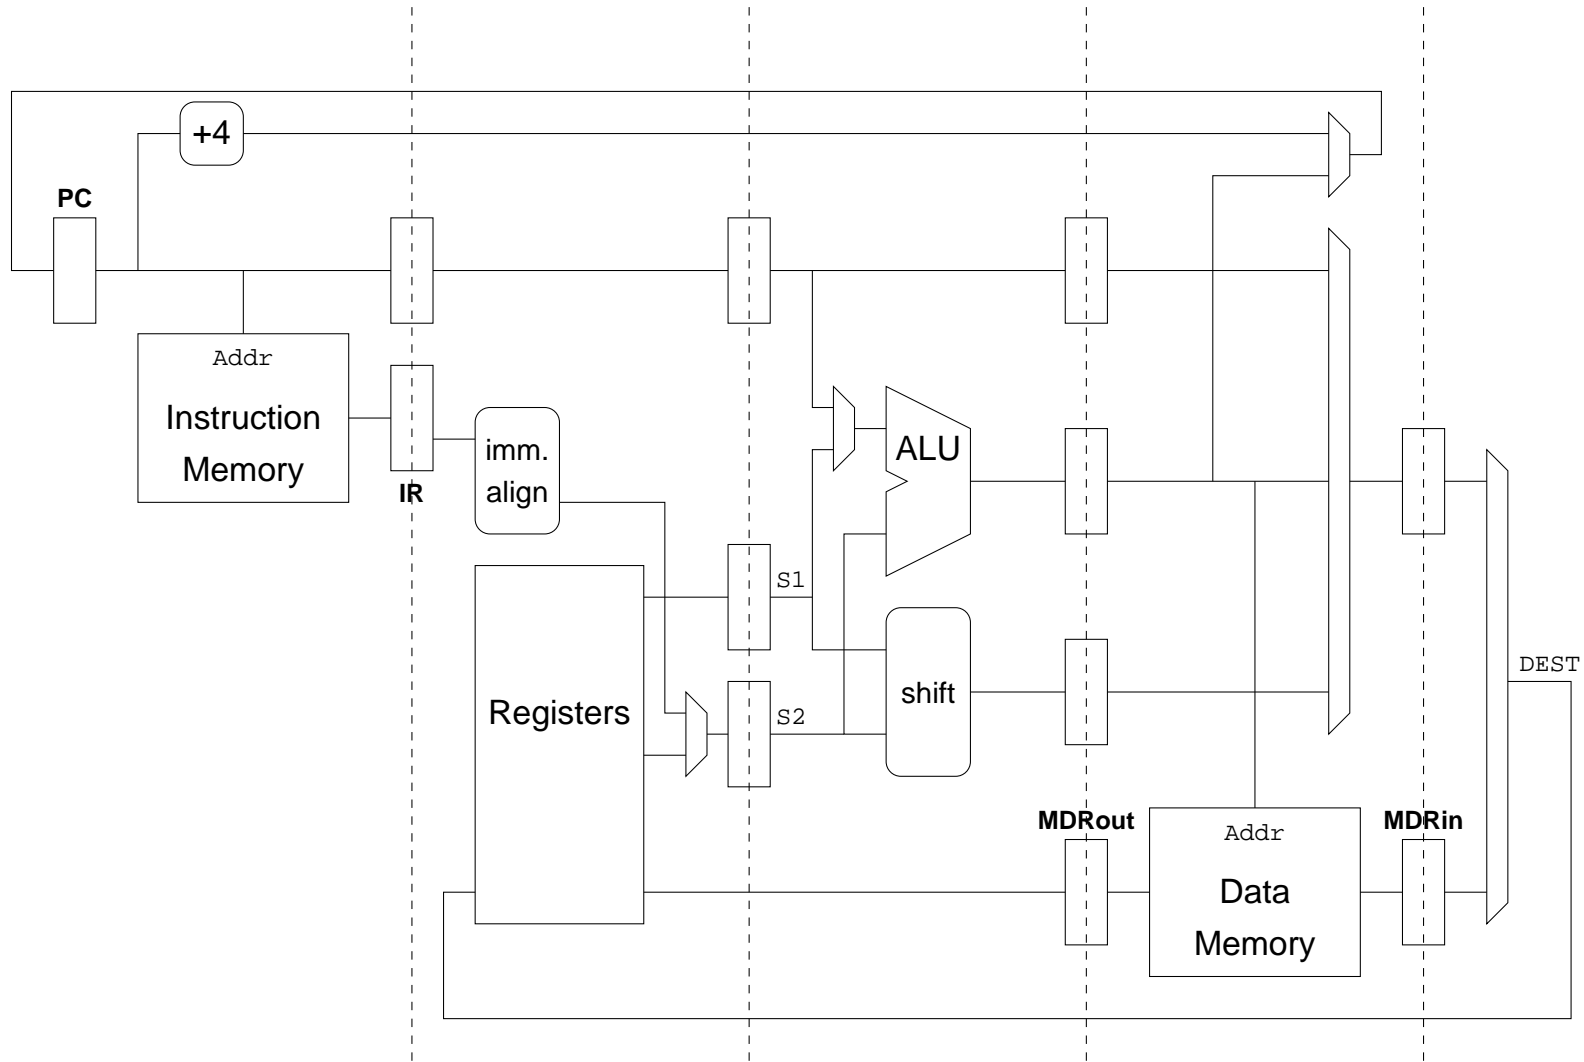 +4
PC
Addr
Instruction
Memory
IR
imm.
align
ALU
S1
Registers
S2
shift
DEST
MDRout
Addr
Data
Memory
MDRin